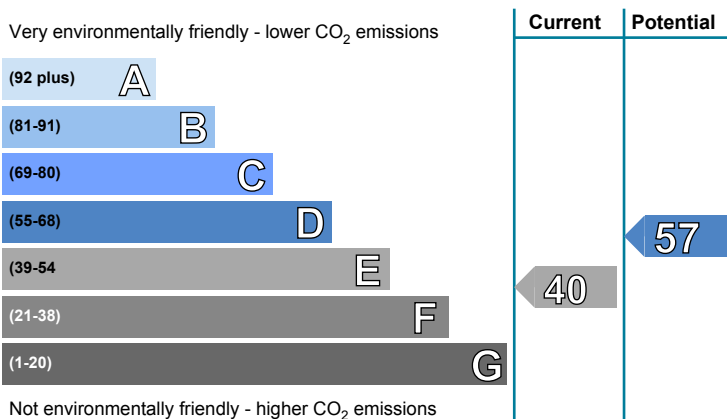 Very environmentally friendly - lower CO2 emissions
Current
Potential
(92 plus) A
(81-91) B
(69-80) C
(55-68) D
57
(39-54 E
40
(21-38) F
(1-20) G
Not environmentally friendly - higher CO2 emissions